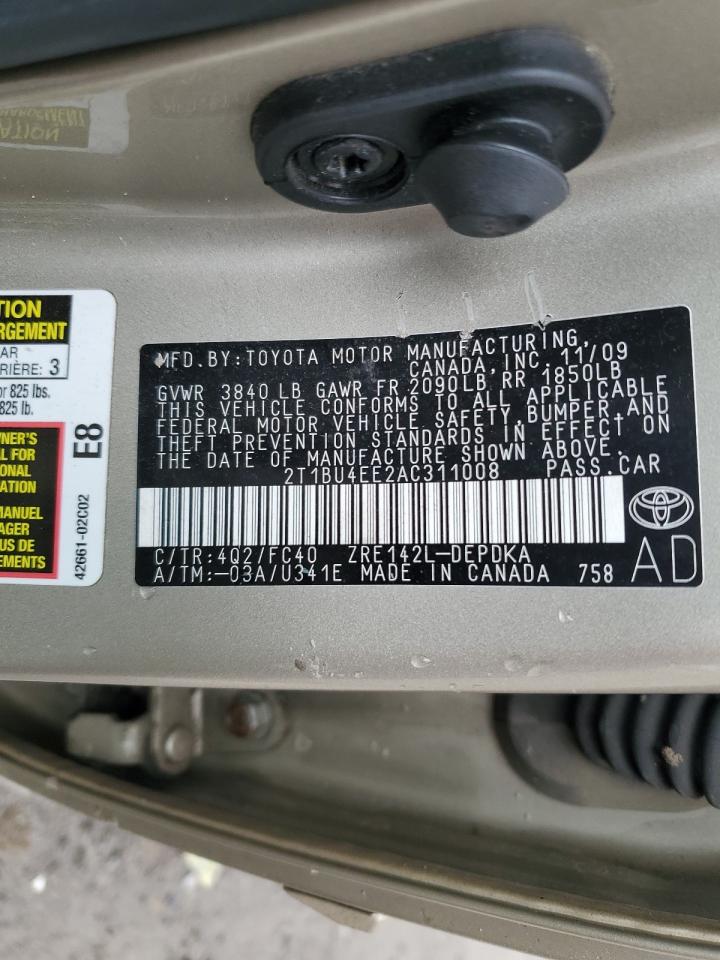 TION
RGEMENT
AR
RIÈRE: 3
or 825 lbs.
825 lb.
NER'S
L FOR
ONAL
ATION
MANUEL
AGER
US DE
EMENTS
E8
42661-02C02
MFD.BY:TOYOTA MOTOR MANUFACTURING,
CANADA,INC. 11/09
GVWR 3840LB GAWR FR 2090LB, RR 1850LB
THIS VEHICLE CONFORMS TO ALL APPLICABLE
FEDERAL MOTOR VEHICLE SAFETY, BUMPER,AND
THEFT PREVENTION STANDARDS IN EFFECT ON
THE DATE OF MANUFACTURE SHOWN ABOVE.
2T1BU4EE2AC311008 PASS.CAR
C/TR:4Q2/FC40 ZRE142L-DEPDKA
A/TM:-03A/U341E MADE IN CANADA 758
AD